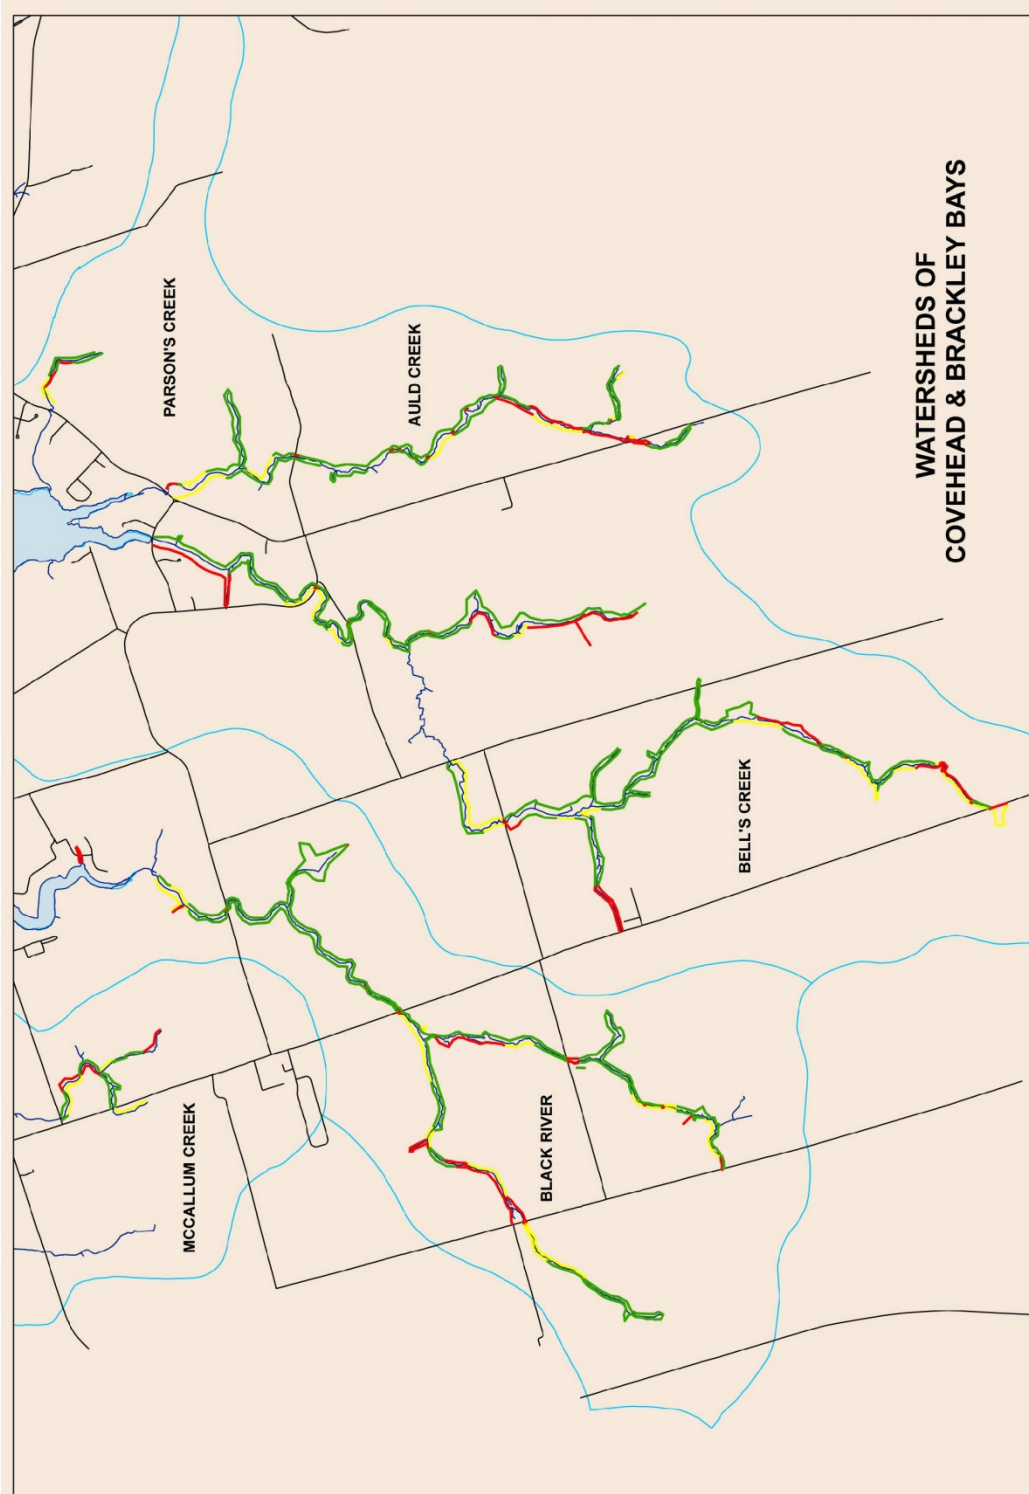 WATERSHEDS OF
COVEHEAD & BRACKLEY BAYS
PARSON'S CREEK
AULD CREEK
BELL'S CREEK
MCCALLUM CREEK
BLACK RIVER